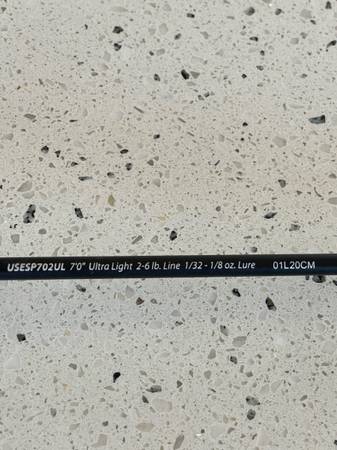 USESP702UL 7'0" Ultra Light 2-6 lb. Line 1/32 - 1/8 oz. Lure 01L20CM